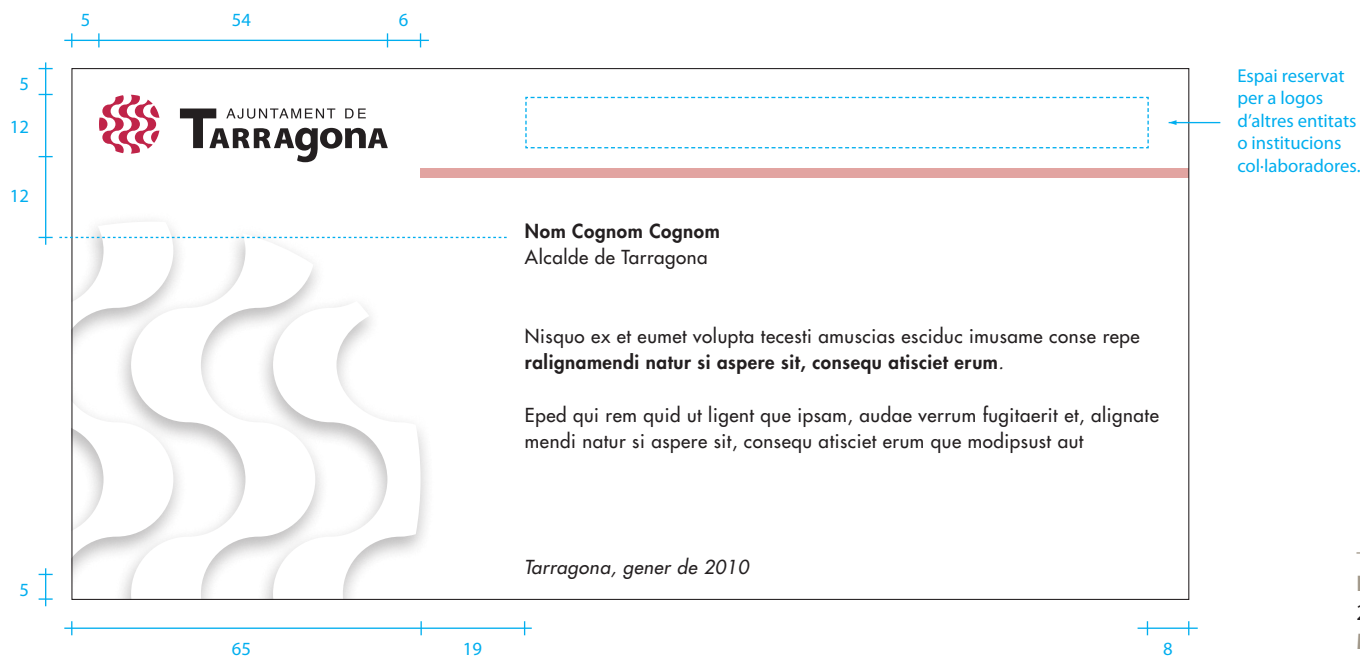 5 54 6
5
12
12
AJUNTAMENT DE
TARRAgona
Espai reservat
per a logos
d'altres entitats
o institucions
col·laboradores.
Nom Cognom Cognom
Alcalde de Tarragona
Nisquo ex et eumet volupta tecesti amuscias esciduc imusame conse repe
ralignamendi natur si aspere sit, consequ atisciet erum.
Eped qui rem quid ut ligent que ipsam, audae verrum fugitaerit et, alignate
mendi natur si aspere sit, consequ atisciet erum que modipsust aut
Tarragona, gener de 2010
5
65 19 8